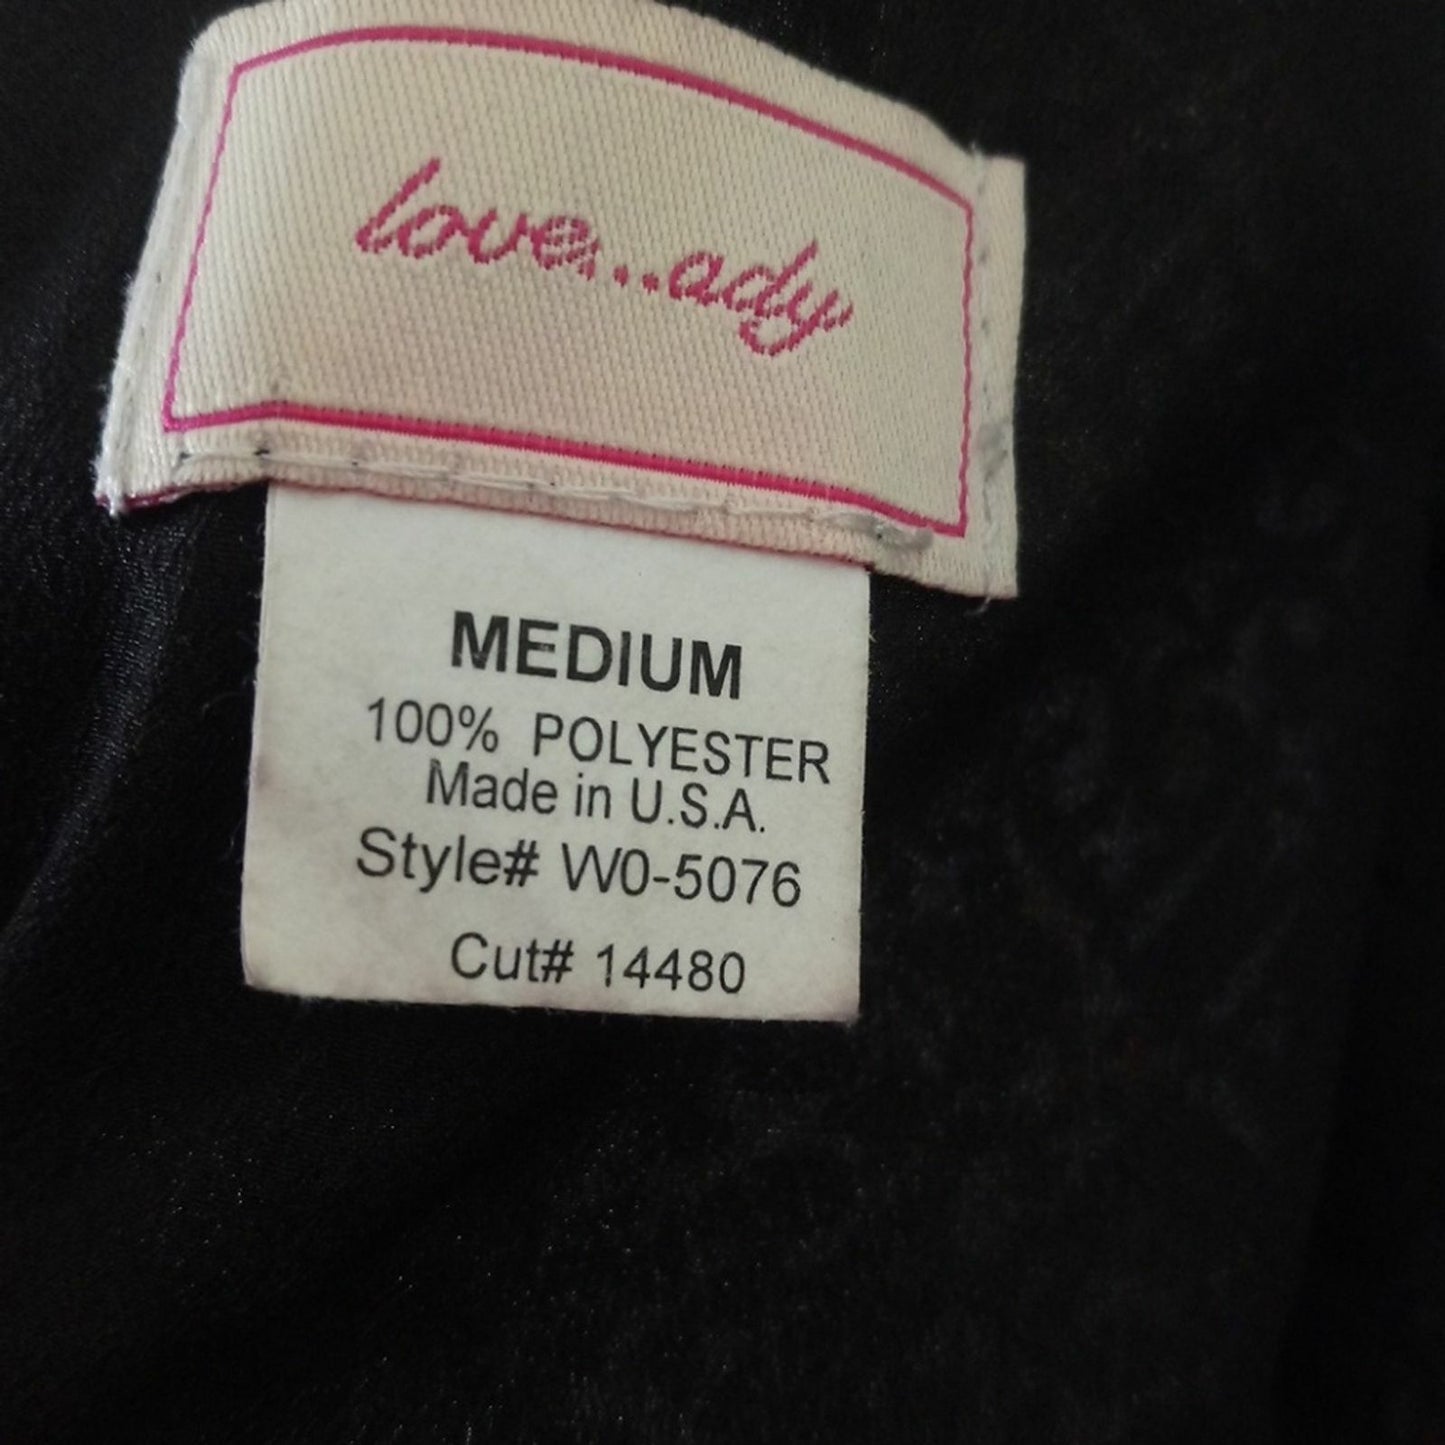 love...ady
MEDIUM
100% POLYESTER
Made in U.S.A.
Style# W0-5076
Cut# 14480